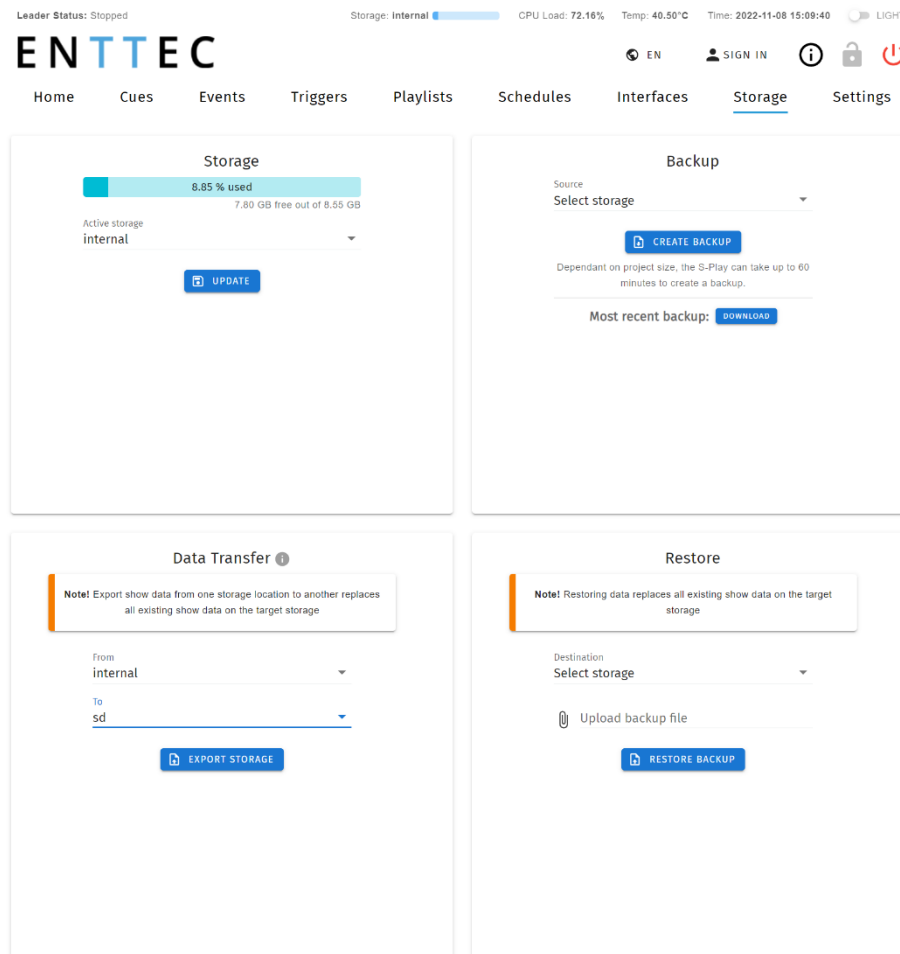 Leader Status: Stopped
Storage: internal
CPU Load: 72.16%
Temp: 40.50°C
Time: 2022-11-08 15:09:40
LIGHT
ENTTEC
EN
SIGN IN
Home
Cues
Events
Triggers
Playlists
Schedules
Interfaces
Storage
Settings
Storage
8.85 % used
7.80 GB free out of 8.55 GB
Active storage
internal
UPDATE
Backup
Source
Select storage
CREATE BACKUP
Dependant on project size, the S-Play can take up to 60
minutes to create a backup.
Most recent backup: DOWNLOAD
Data Transfer
Note! Export show data from one storage location to another replaces
all existing show data on the target storage
From
internal
To
sd
EXPORT STORAGE
Restore
Note! Restoring data replaces all existing show data on the target
storage
Destination
Select storage
Upload backup file
RESTORE BACKUP